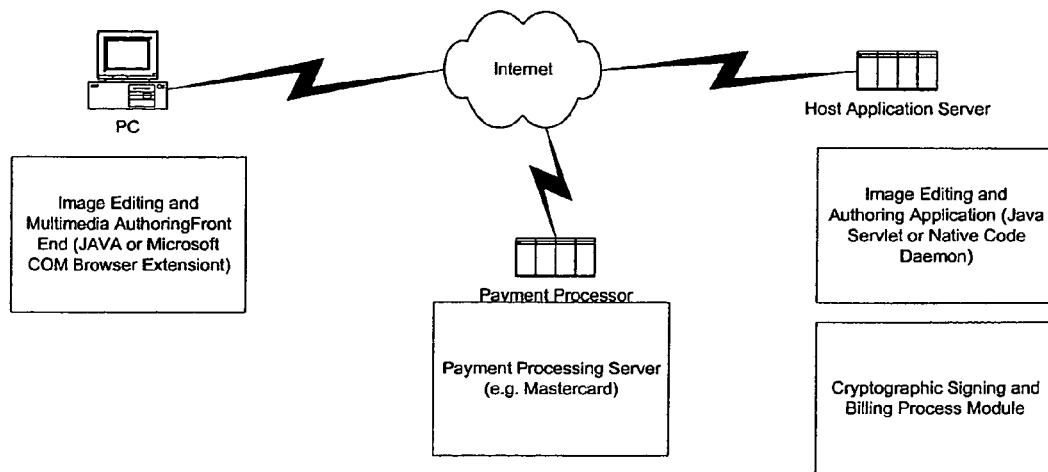 Internet
PC
Host Application Server
Image Editing and
Multimedia AuthoringFront
End (JAVA or Microsoft
COM Browser Extensiont)
Payment Processor
Payment Processing Server
(e.g. Mastercard)
Image Editing and
Authoring Application (Java
Servlet or Native Code
Daemon)
Cryptographic Signing and
Billing Process Module